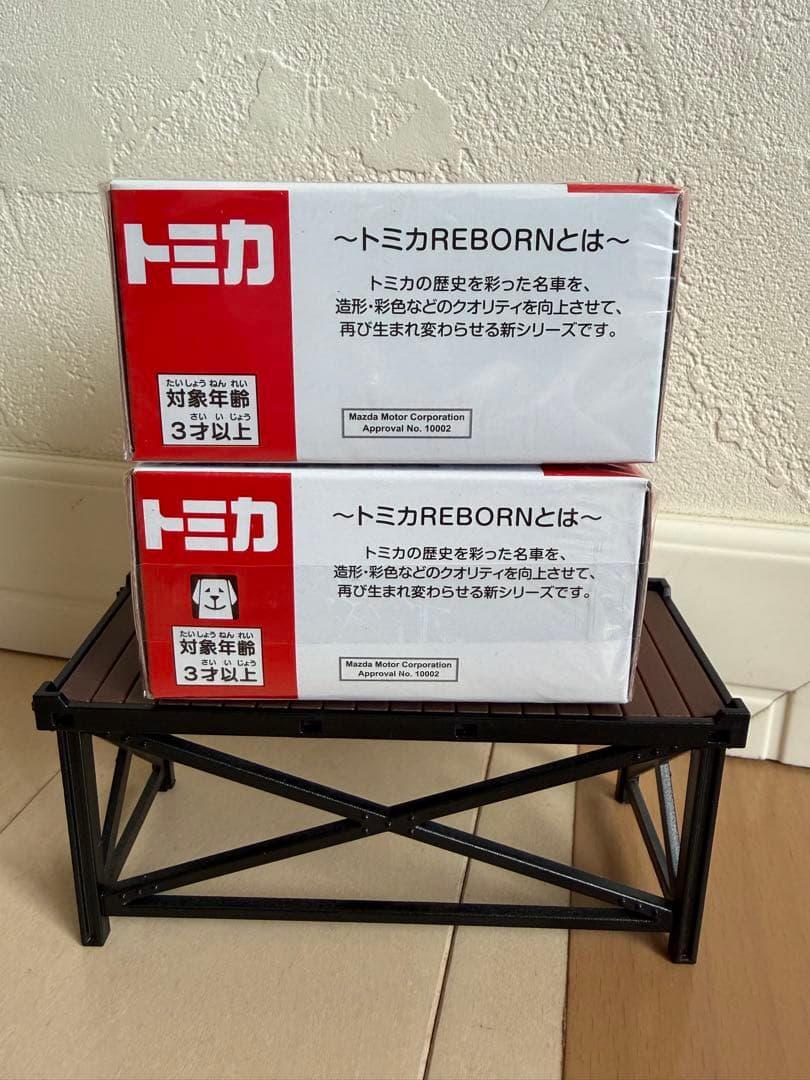 トミカ
～トミカREBORNとは～
トミカの歴史を彩った名車を、
造形・彩色などのクオリティを向上させて、
再び生まれ変わらせる新シリーズです。
たいしょう ねん れい
対象年齢
さい い じょう
3才以上
Mazda Motor Corporation
Approval No. 10002
トミカ
～トミカREBORNとは～
トミカの歴史を彩った名車を、
造形・彩色などのクオリティを向上させて、
再び生まれ変わらせる新シリーズです。
たいしょう ねん れい
対象年齢
さい い じょう
3才以上
Mazda Motor Corporation
Approval No. 10002